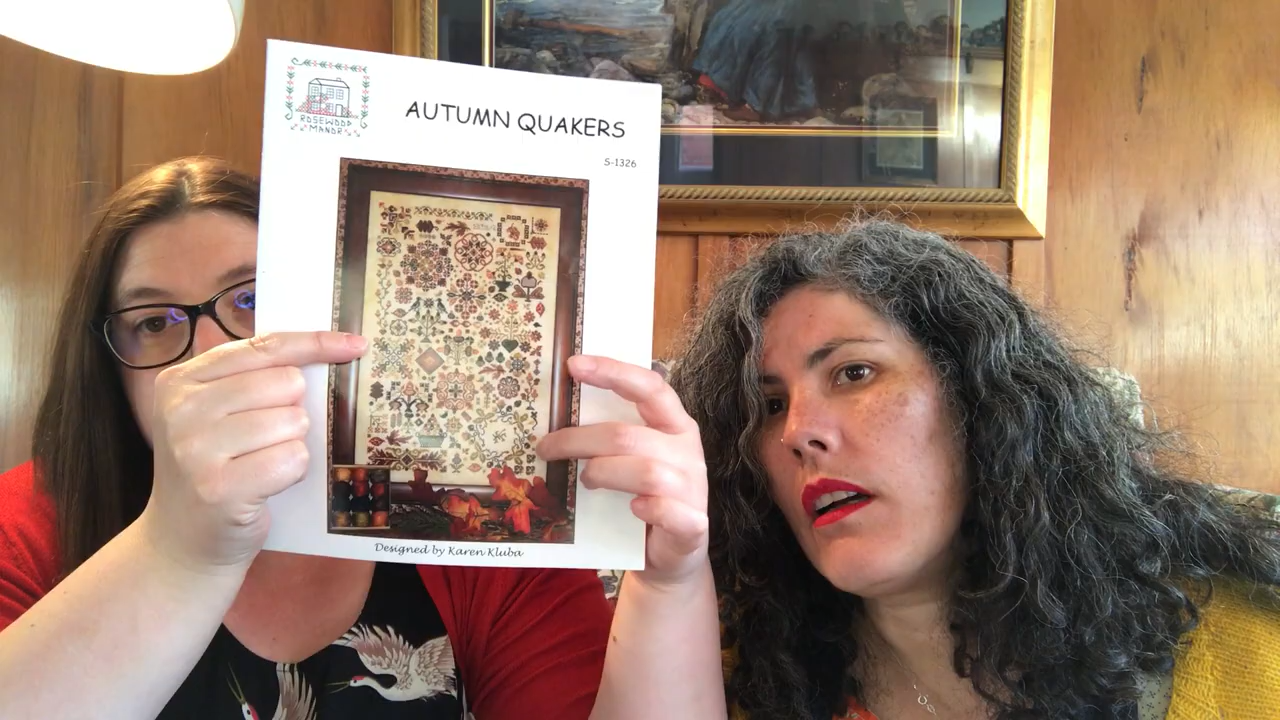 ROSEWOOD
MANOR
AUTUMN QUAKERS
S-1326
Designed by Karen Kluba